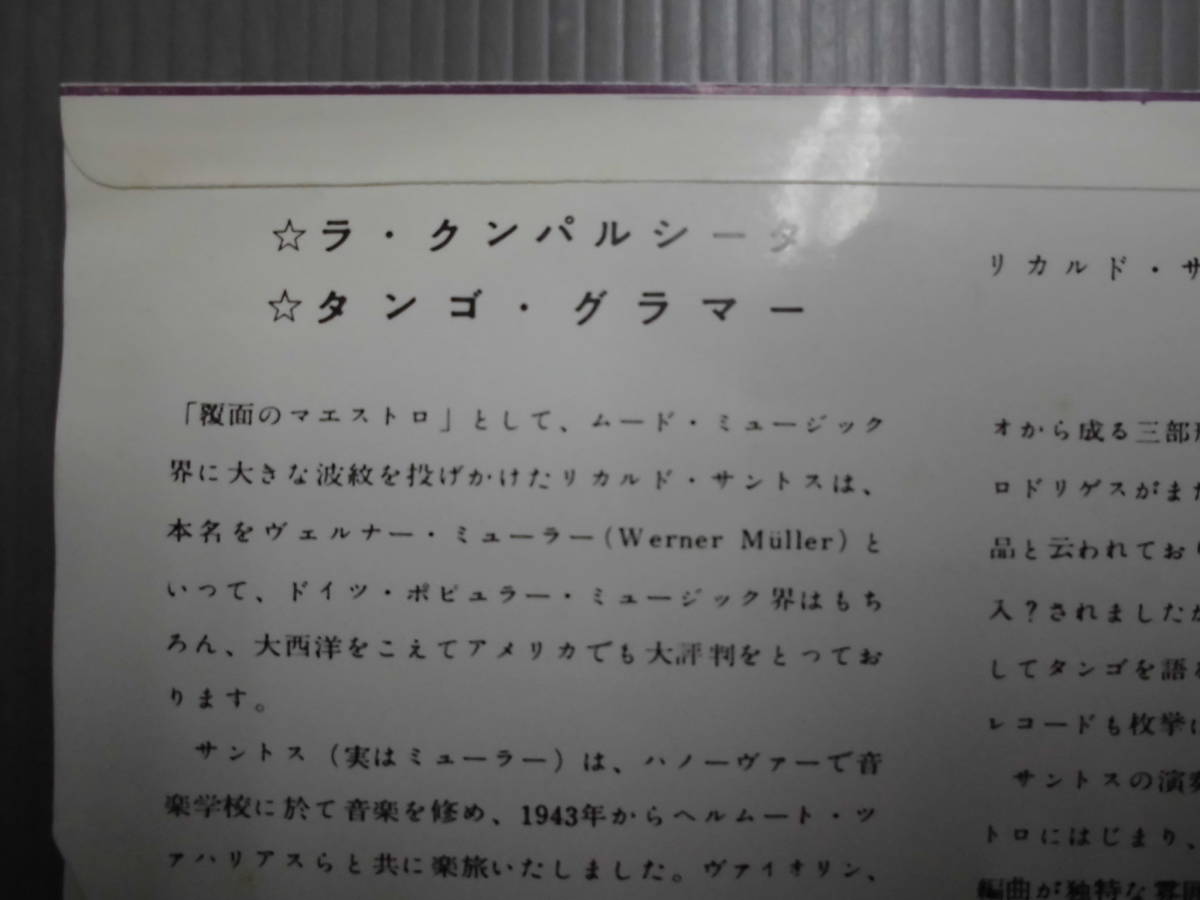 ☆ラ・クンパルシータ
☆タンゴ・グラマー
「覆面のマエストロ」として、ムード・ミュージック
界に大きな波紋を投げかけたリカルド・サントスは、
本名をヴェルナー・ミューラー(Werner Müller)と
いって、ドイツ・ポピュラー・ミュージック界はもち
ろん、大西洋をこえてアメリカでも大評判をとってお
ります。
サントス(実はミューラー)は、ハノーヴァーで音
楽学校に於て音楽を修め、1943年からヘルムート・ツ
ァハリアスらと共に楽旅いたしました。ヴァイオリン、
リカルド・サ
オから成る三部形
ロドリゲスがまだ
品と云われており
入?されましたが
してタンゴを語る
レコードも枚挙に
サントスの演奏
トロにはじまり、
編曲が独特な雰囲